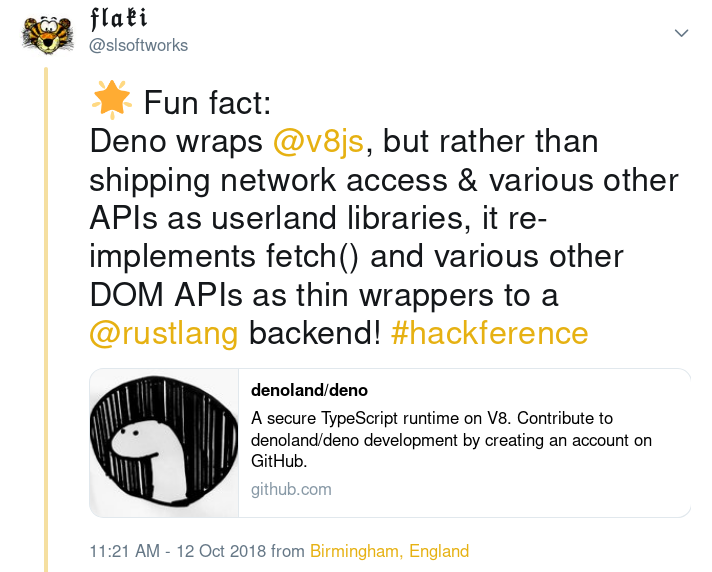 𝔣𝔩𝔞𝔨𝔦
@slsoftworks
🌟 Fun fact:
Deno wraps @v8js, but rather than
shipping network access & various other
APIs as userland libraries, it re-
implements fetch() and various other
DOM APIs as thin wrappers to a
@rustlang backend! #hackference
denoland/deno
A secure TypeScript runtime on V8. Contribute to
denoland/deno development by creating an account on
GitHub.
github.com
11:21 AM - 12 Oct 2018 from Birmingham, England